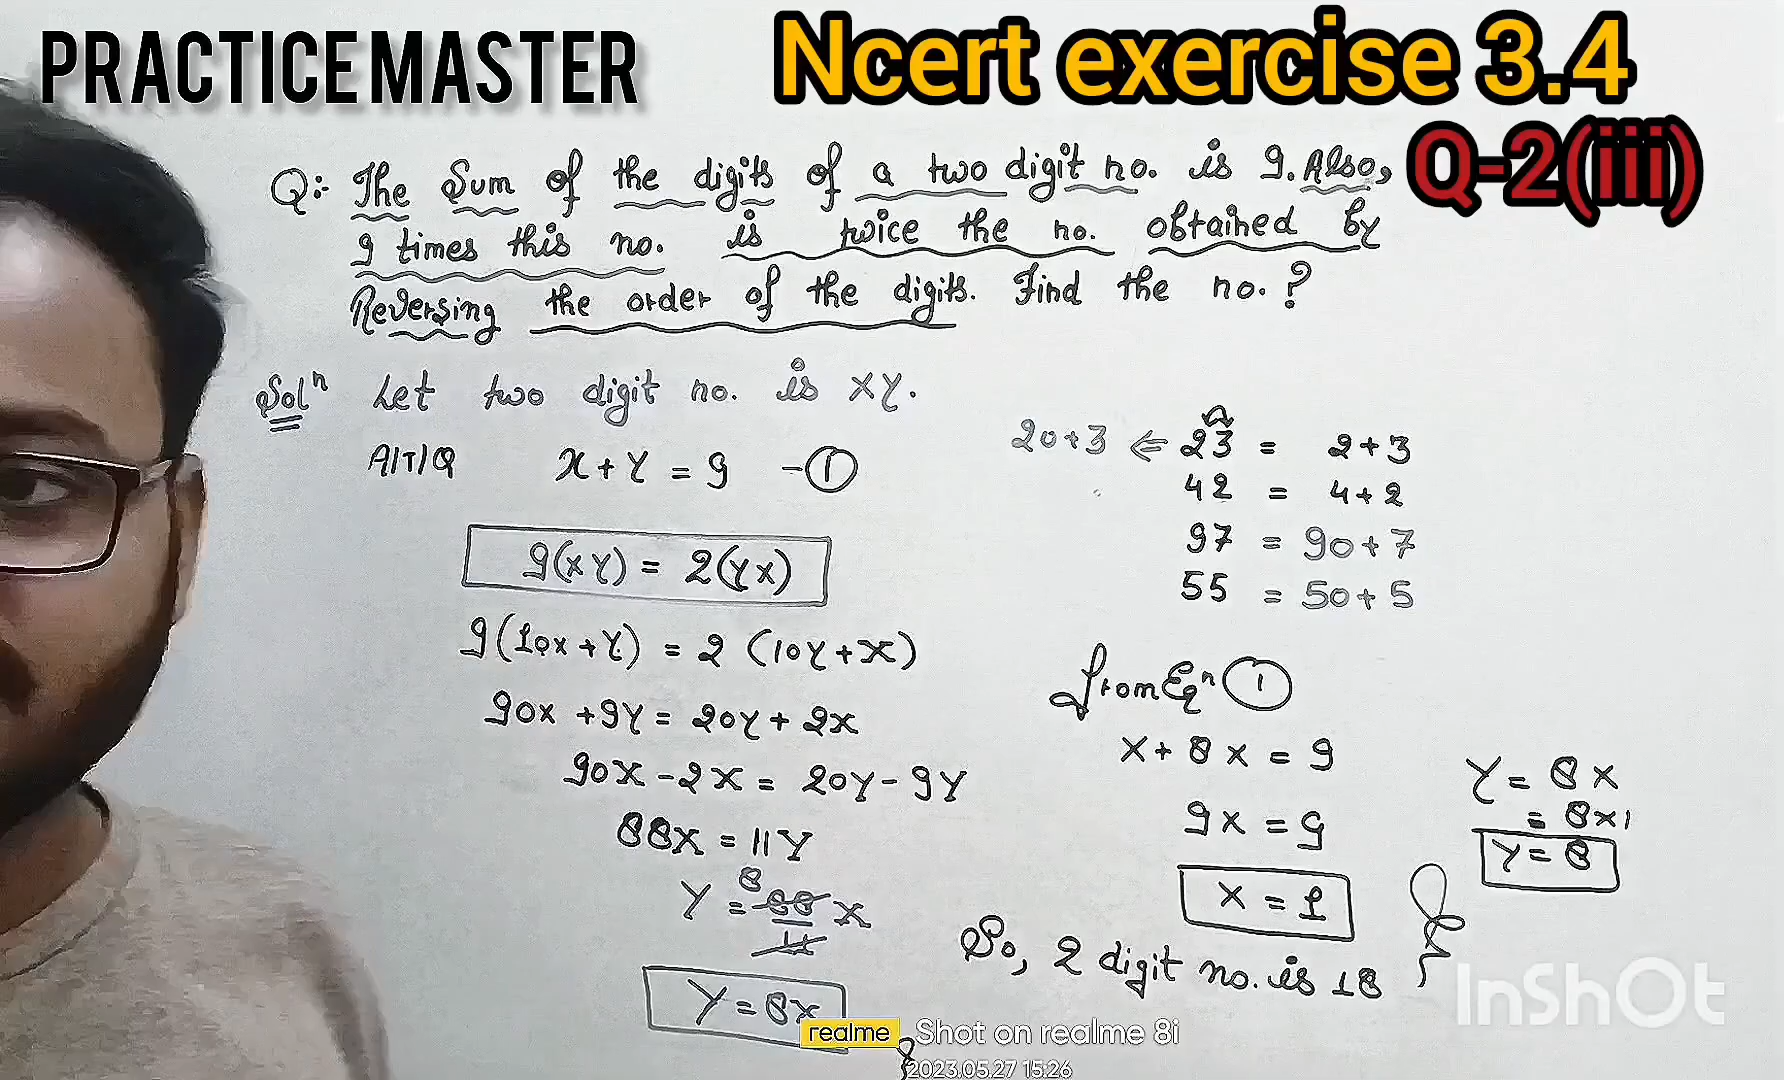 PRACTICE MASTER
Ncert exercise 3.4
Q-2(iii)
Q:- The Sum of the digits of a two digit no. is 9. Also,
9 times this no. is twice the no. obtained by
Reversing the order of the digits. Find the no. ?
Solⁿ Let two digit no. is XY.
A/T/Q x + Y = 9 - ①
9(XY) = 2(YX)
9(10x + Y) = 2 (10Y + X)
90x + 9Y = 20Y + 2x
90X - 2X = 20Y - 9Y
88X = 11Y
8
Y = 88 X
11
Y = 8x
20+3 ⇐ 23 = 2+3
42 = 4+2
97 = 90+7
55 = 50+5
from Eqⁿ ①
X + 8X = 9
9X = 9
X = 1
Y = 8X
= 8×1
Y = 8
So, 2 digit no. is 18
InShOt
realme Shot on realme 8i
2023.05.27 15:26